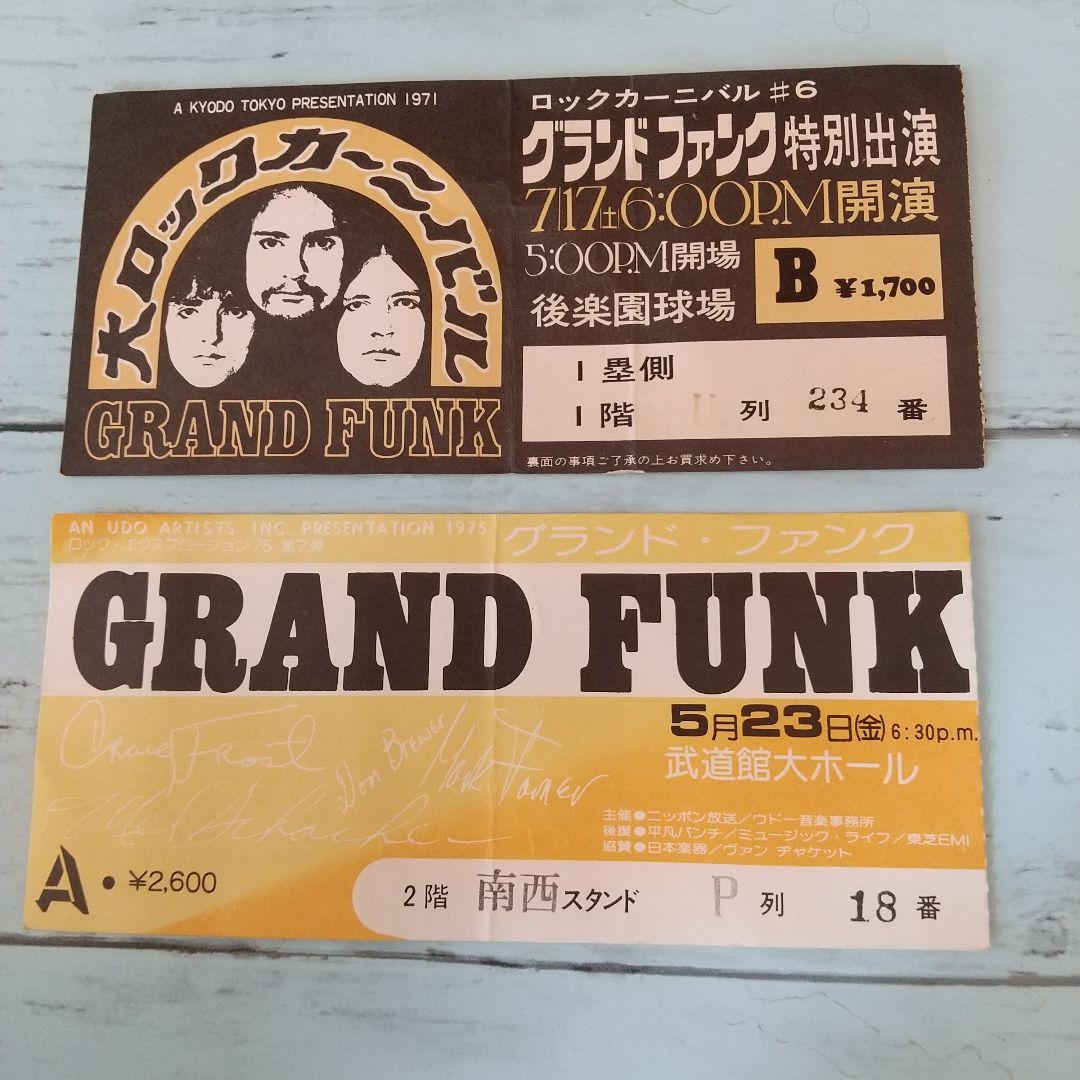 A KYODO TOKYO PRESENTATION 1971
大ロックカーニバル
GRAND FUNK
ロックカーニバル #6
グランド ファンク特別出演
7/17土6:00P.M開演
5:00P.M開場
後楽園球場
B ¥1,700
1塁側
1階 列 234 番
裏面の事項ご了承の上お買求め下さい。
AN UDO ARTISTS, INC. PRESENTATION 1975
ロック・エクスプロージョン'75 第7弾
グランド・ファンク
GRAND FUNK
Craig Frost Don Brewer Mark Farner
5月23日(金) 6:30p.m.
武道館大ホール
主催●ニッポン放送/ウドー音楽事務所
後援●平凡パンチ/ミュージック・ライフ/東芝EMI
協賛●日本楽器/ヴァン ヂャケット
A・¥2,600
2階 南西スタンド P 列 18 番